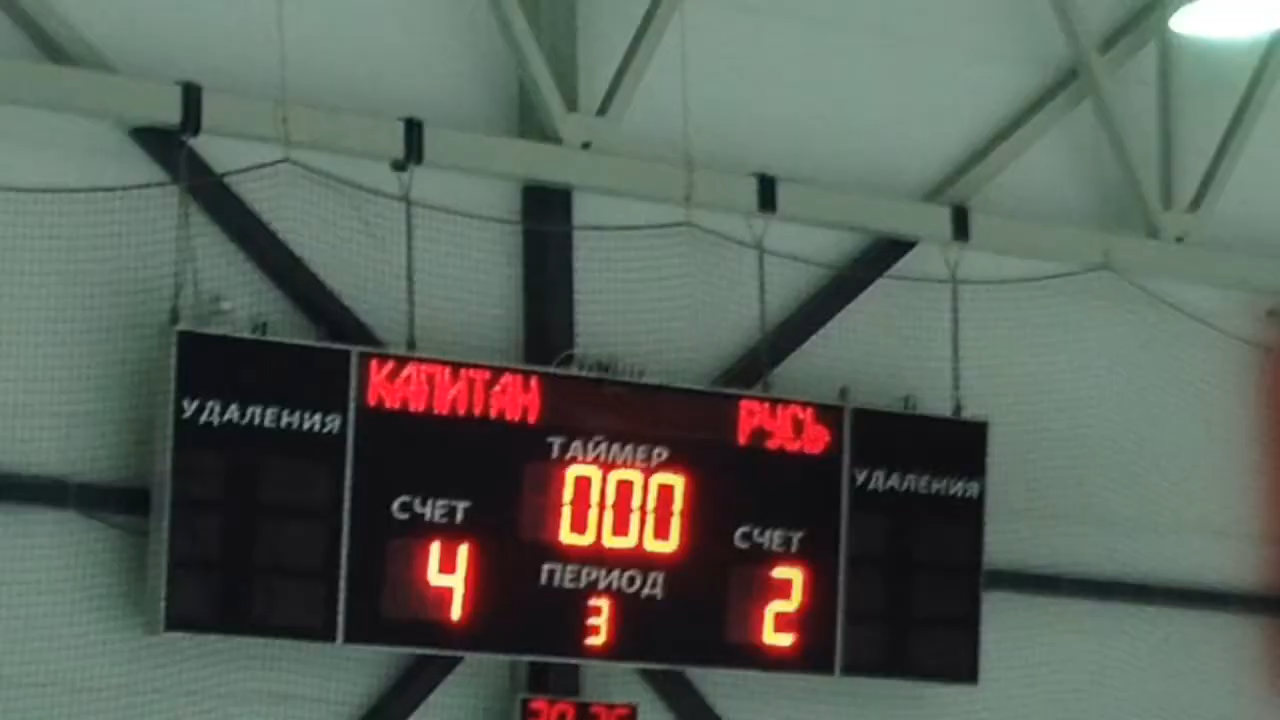 КАПИТАН РУСЬ
УДАЛЕНИЯ ТАЙМЕР УДАЛЕНИЯ
000
СЧЕТ СЧЕТ
4 ПЕРИОД 2
3